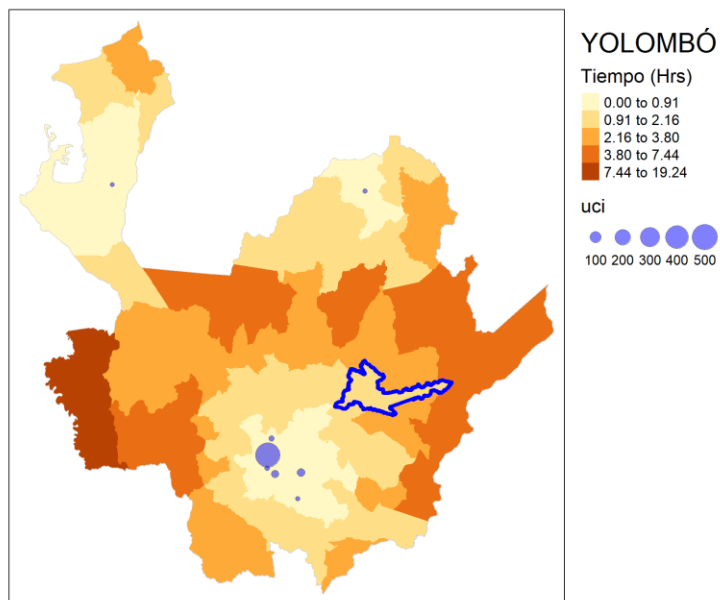 YOLOMBÓ
Tiempo (Hrs)
0.00 to 0.91
0.91 to 2.16
2.16 to 3.80
3.80 to 7.44
7.44 to 19.24
uci
100 200 300 400 500